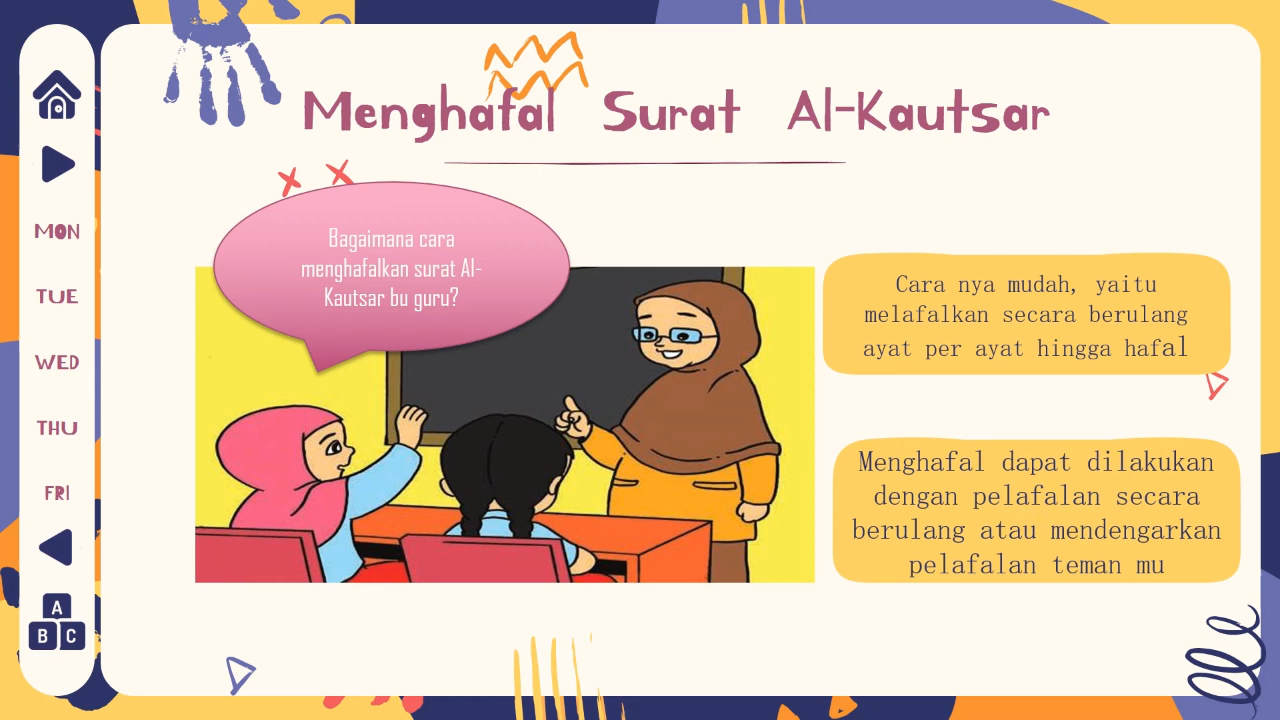 Menghafal Surat Al-Kautsar
MON
TUE
WED
THU
FRI
A
B C
Bagaimana cara
menghafalkan surat Al-
Kautsar bu guru?
Cara nya mudah, yaitu
melafalkan secara berulang
ayat per ayat hingga hafal
Menghafal dapat dilakukan
dengan pelafalan secara
berulang atau mendengarkan
pelafalan teman mu